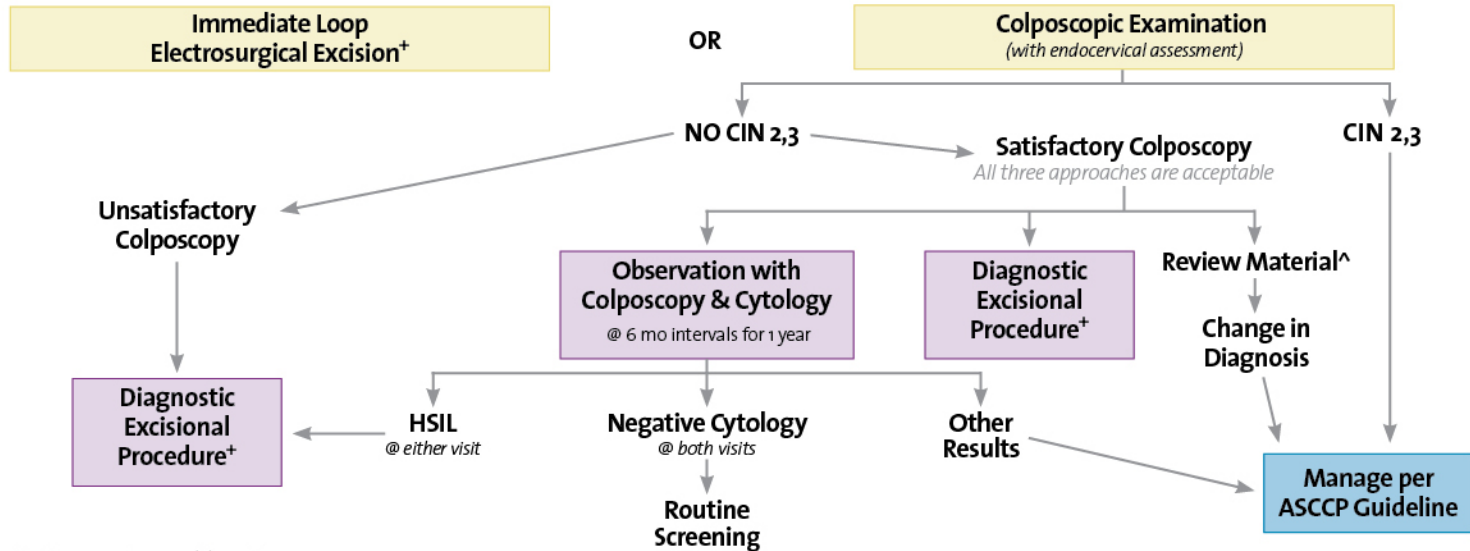 Immediate Loop
Electrosurgical Excision⁺
OR
Colposcopic Examination
(with endocervical assessment)
NO CIN 2,3
CIN 2,3
Satisfactory Colposcopy
All three approaches are acceptable
Unsatisfactory
Colposcopy
Observation with
Colposcopy & Cytology
@ 6 mo intervals for 1 year
Diagnostic
Excisional
Procedure⁺
Review Material^
Change in
Diagnosis
Diagnostic
Excisional
Procedure⁺
HSIL
@ either visit
Negative Cytology
@ both visits
Other
Results
Manage per
ASCCP Guideline
Routine
Screening